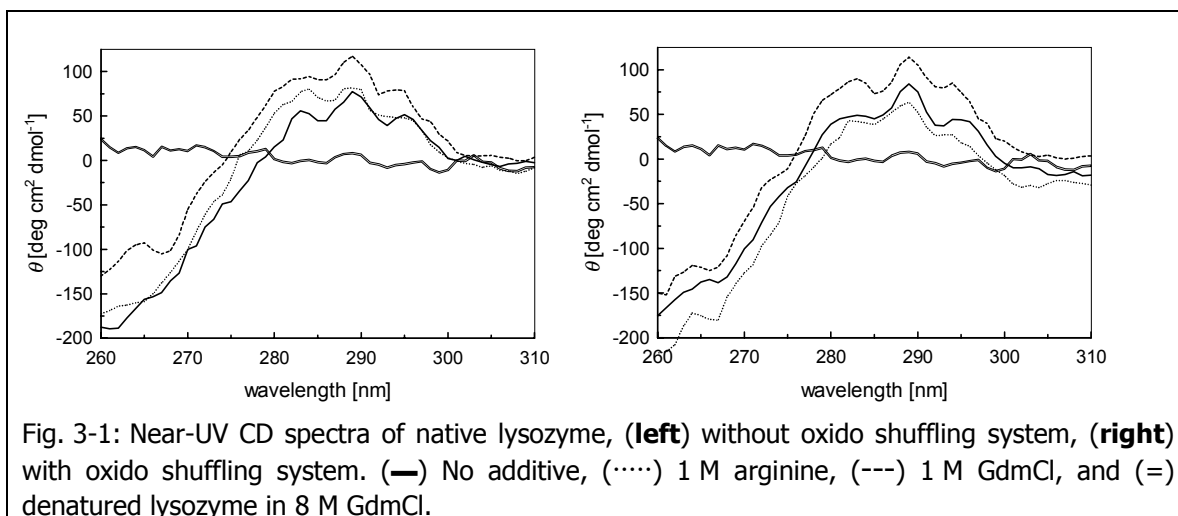 100
50
0
-50
-100
-150
-200
θ [deg cm² dmol⁻¹]
260 270 280 290 300 310
wavelength [nm]
100
50
0
-50
-100
-150
-200
θ [deg cm² dmol⁻¹]
260 270 280 290 300 310
wavelength [nm]
Fig. 3-1: Near-UV CD spectra of native lysozyme, (left) without oxido shuffling system, (right)
with oxido shuffling system. (—) No additive, (·····) 1 M arginine, (---) 1 M GdmCl, and (=)
denatured lysozyme in 8 M GdmCl.